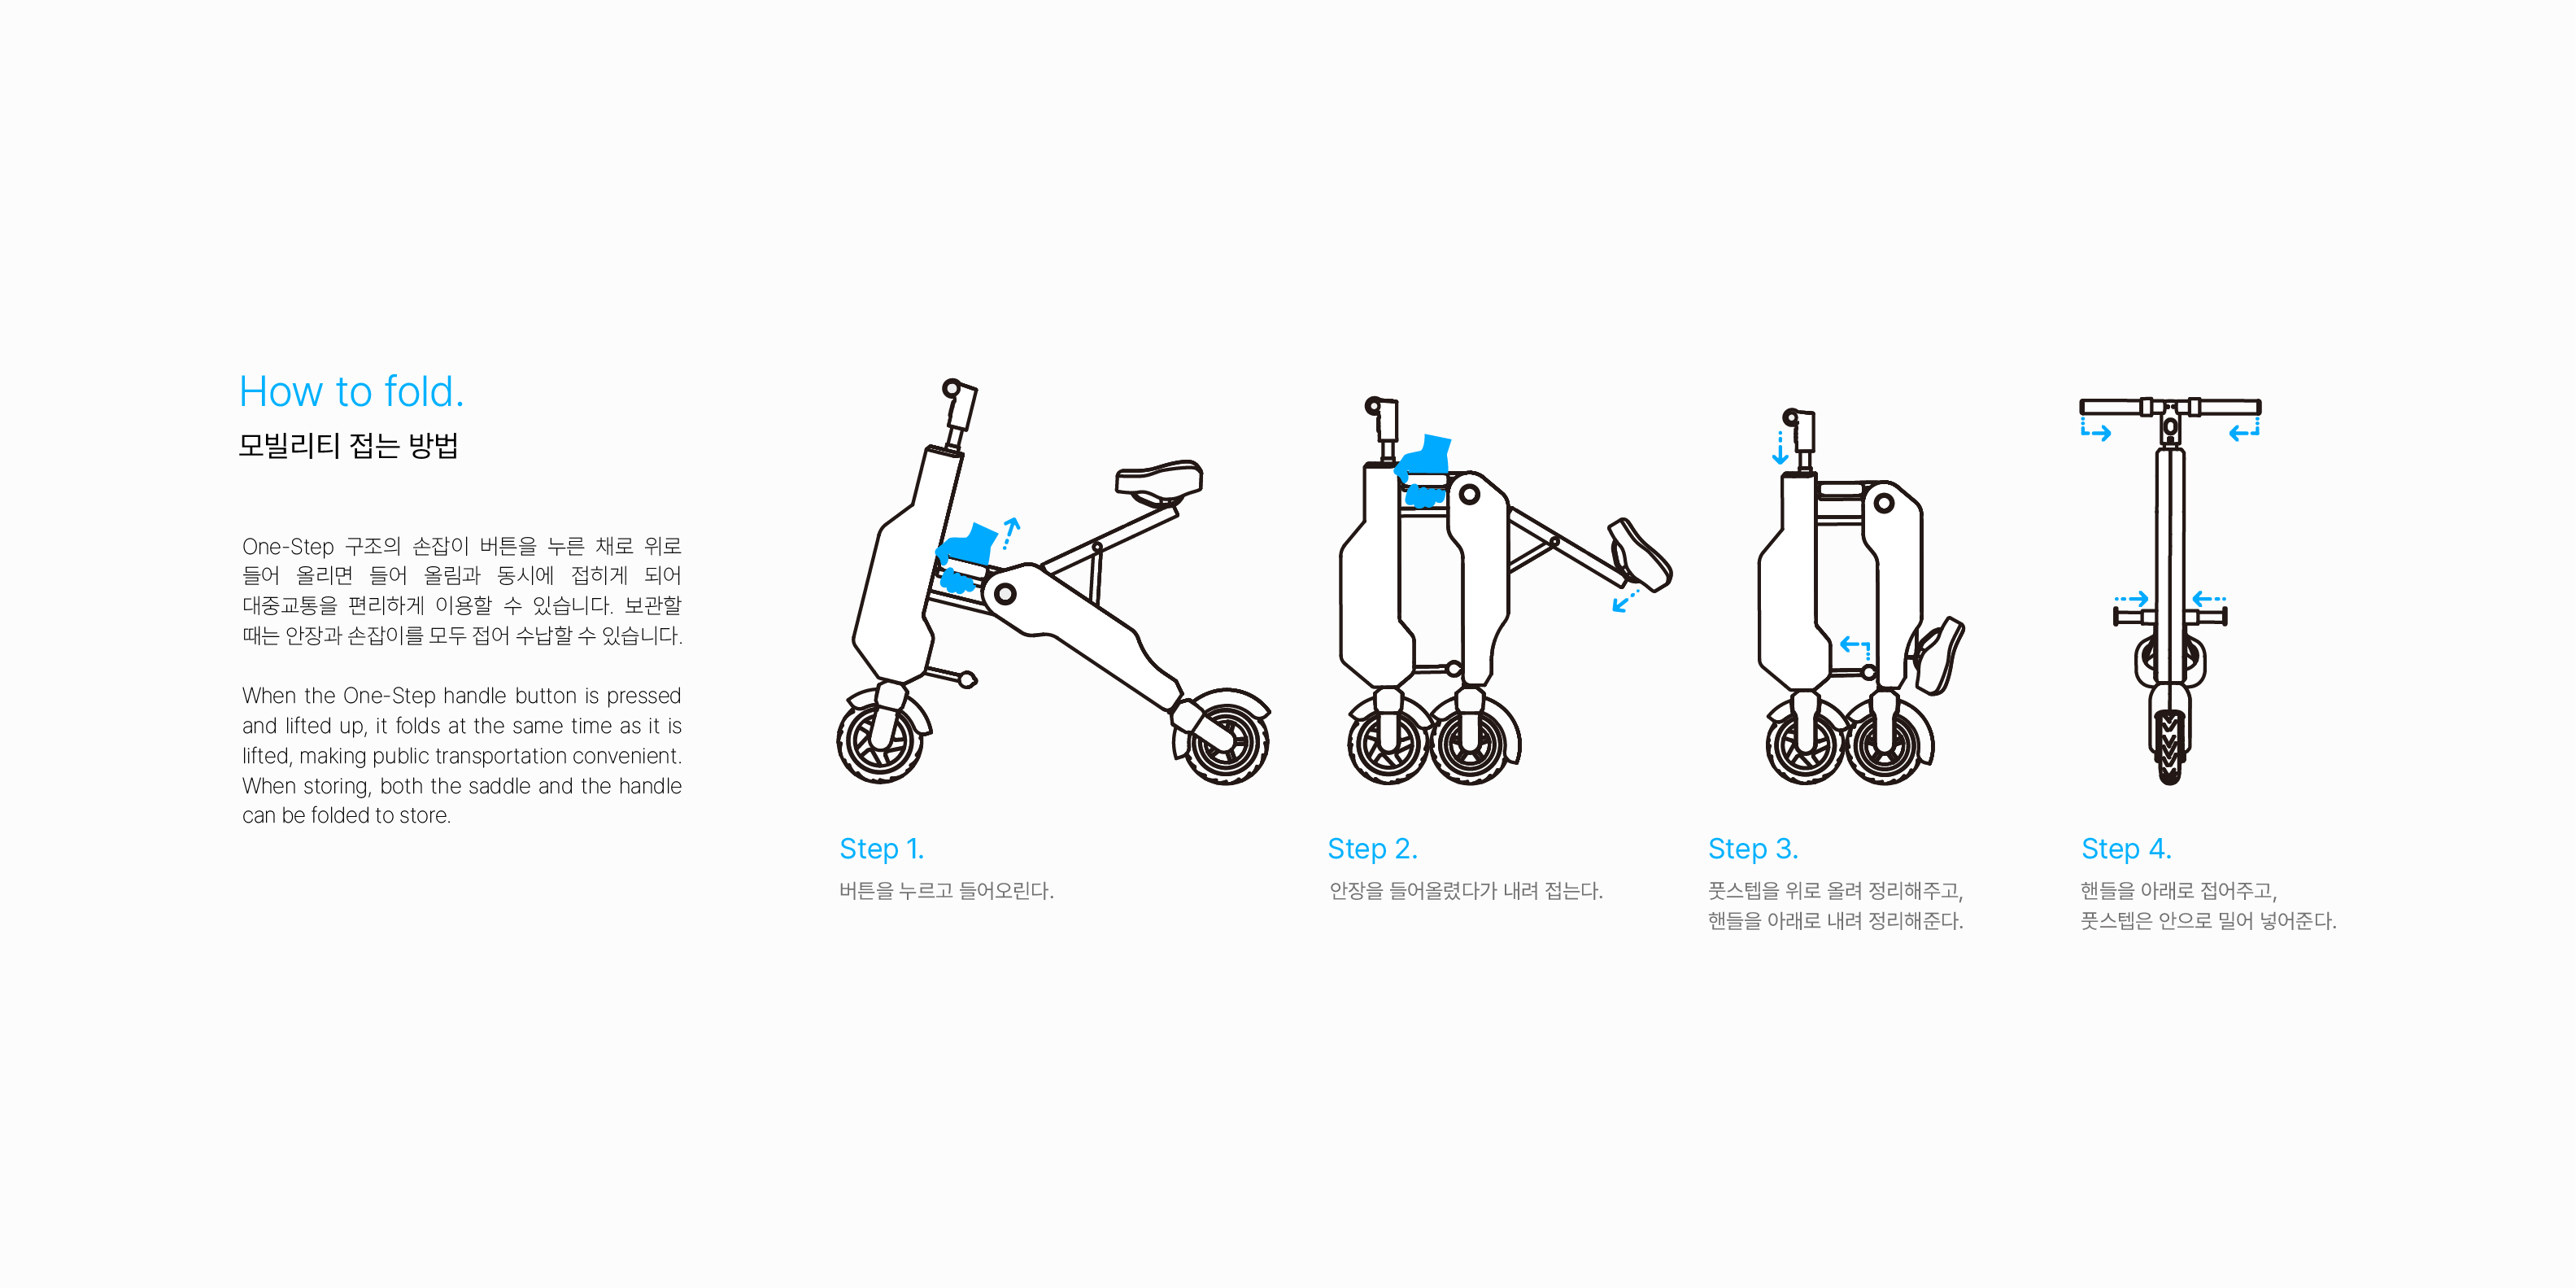 How to fold.
모빌리티 접는 방법
One-Step 구조의 손잡이 버튼을 누른 채로 위로
들어 올리면 들어 올림과 동시에 접히게 되어
대중교통을 편리하게 이용할 수 있습니다. 보관할
때는 안장과 손잡이를 모두 접어 수납할 수 있습니다.
When the One-Step handle button is pressed
and lifted up, it folds at the same time as it is
lifted, making public transportation convenient.
When storing, both the saddle and the handle
can be folded to store.
Step 1.
버튼을 누르고 들어오린다.
Step 2.
안장을 들어올렸다가 내려 접는다.
Step 3.
풋스텝을 위로 올려 정리해주고,
핸들을 아래로 내려 정리해준다.
Step 4.
핸들을 아래로 접어주고,
풋스텝은 안으로 밀어 넣어준다.